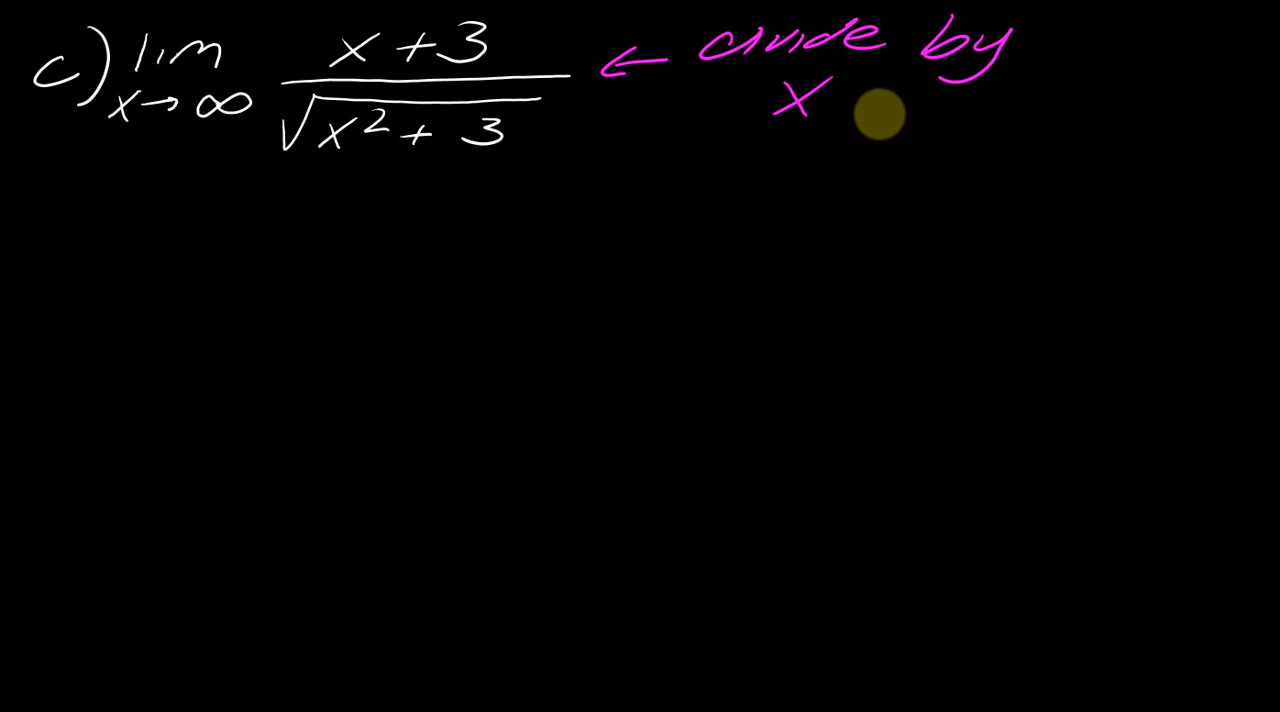 c) lim x→∞ x + 3 / √(x² + 3) ← divide by
x